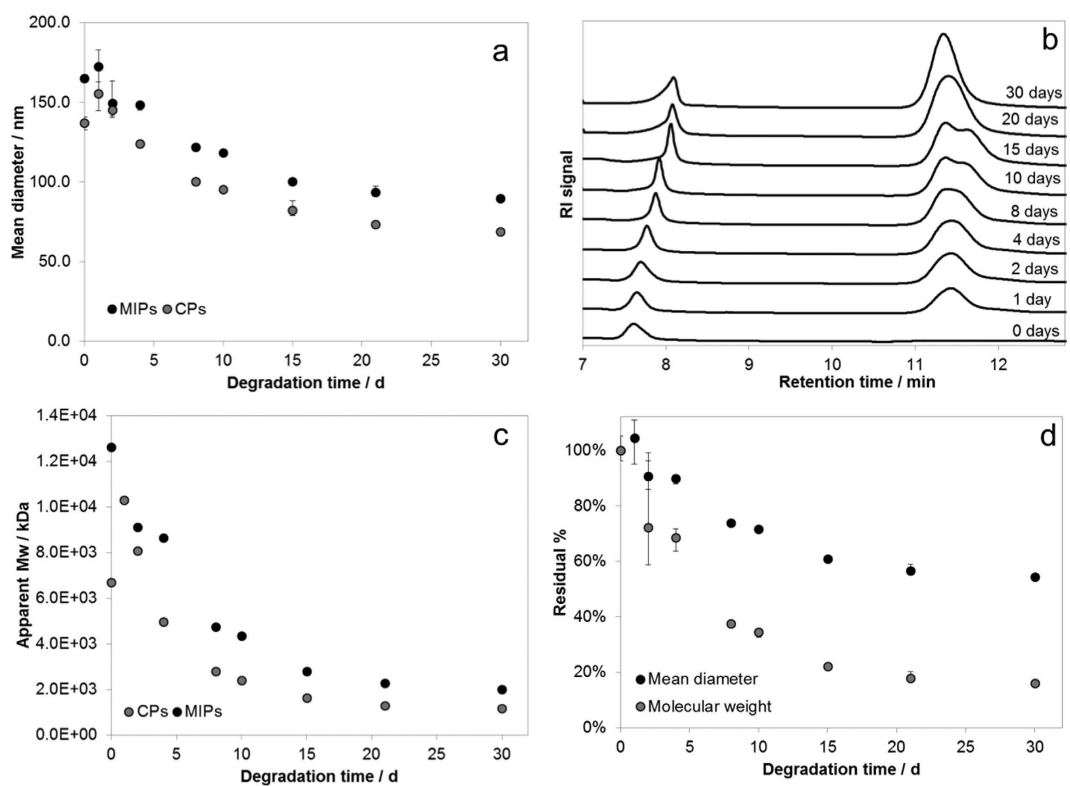 a
200.0
150.0
100.0
50.0
0.0
Mean diameter / nm
MIPs CPs
0 5 10 15 20 25 30
Degradation time / d
b
RI signal
30 days
20 days
15 days
10 days
8 days
4 days
2 days
1 day
0 days
7 8 9 10 11 12
Retention time / min
c
1.4E+04
1.2E+04
1.0E+04
8.0E+03
6.0E+03
4.0E+03
2.0E+03
0.0E+00
Apparent Mw / kDa
CPs MIPs
0 5 10 15 20 25 30
Degradation time / d
d
100%
80%
60%
40%
20%
0%
Residual %
Mean diameter
Molecular weight
0 5 10 15 20 25 30
Degradation time / d